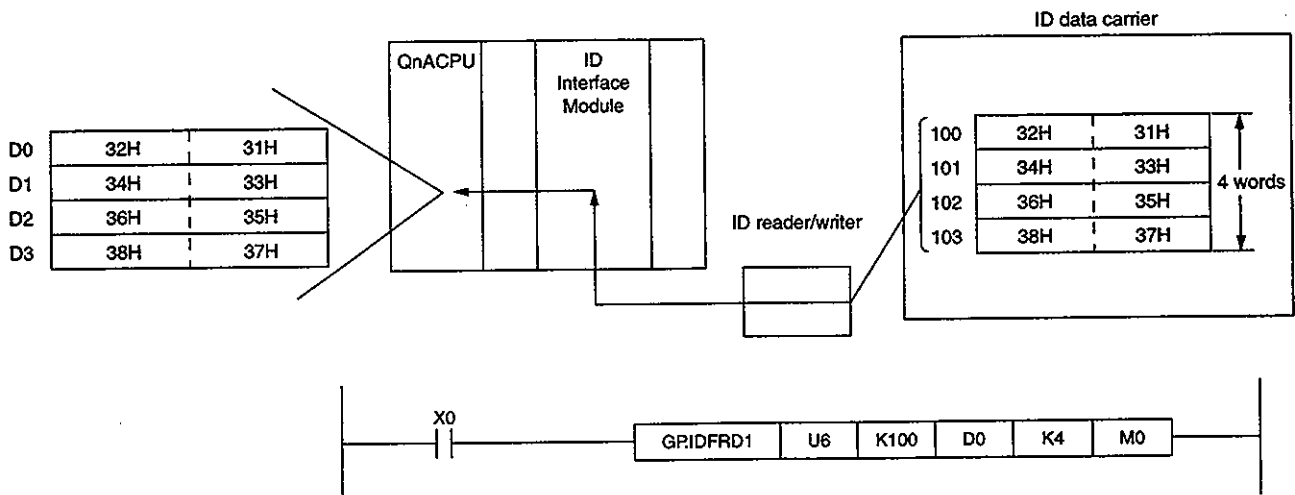 ID data carrier
QnACPU
ID
Interface
Module
D0 32H 31H
D1 34H 33H
D2 36H 35H
D3 38H 37H
100 32H 31H
101 34H 33H
102 36H 35H
103 38H 37H
4 words
ID reader/writer
X0
GP.IDFRD1 U6 K100 D0 K4 M0